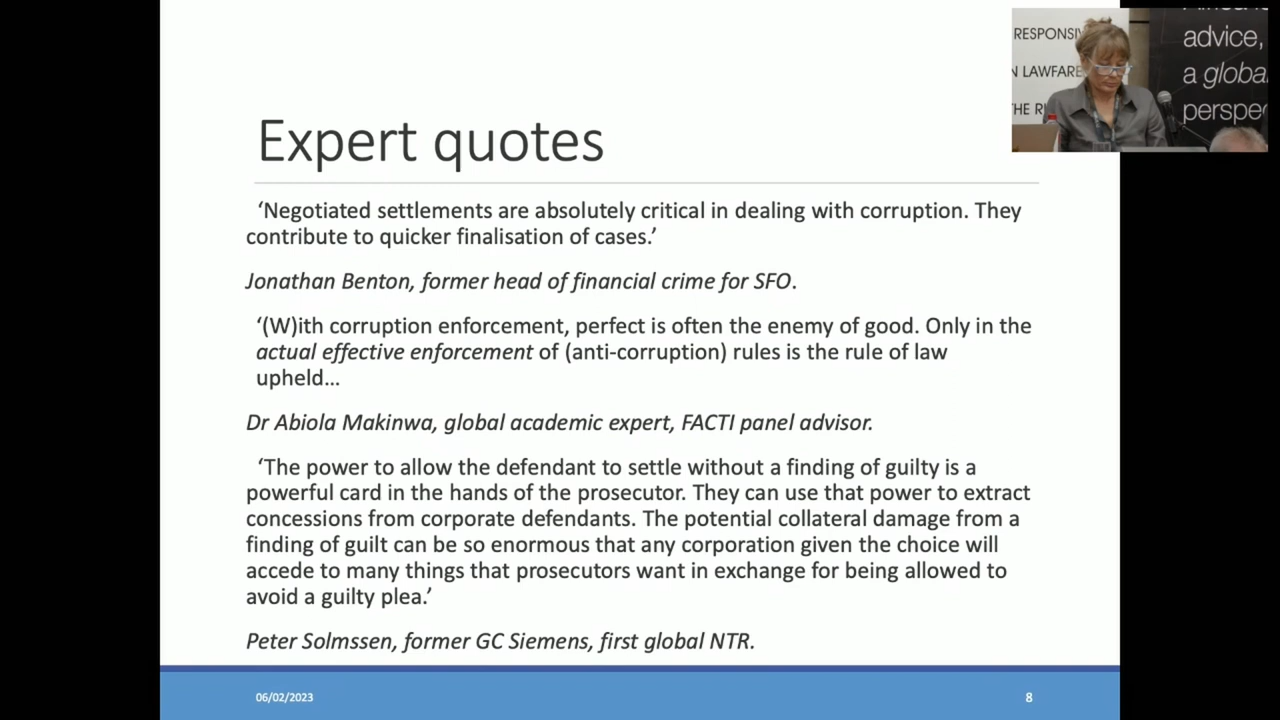 RESPONSI
N LAWFARE
THE R
advice,
a globa
perspe
Expert quotes
‘Negotiated settlements are absolutely critical in dealing with corruption. They
contribute to quicker finalisation of cases.’
Jonathan Benton, former head of financial crime for SFO.
‘(W)ith corruption enforcement, perfect is often the enemy of good. Only in the
actual effective enforcement of (anti-corruption) rules is the rule of law
upheld…
Dr Abiola Makinwa, global academic expert, FACTI panel advisor.
‘The power to allow the defendant to settle without a finding of guilty is a
powerful card in the hands of the prosecutor. They can use that power to extract
concessions from corporate defendants. The potential collateral damage from a
finding of guilt can be so enormous that any corporation given the choice will
accede to many things that prosecutors want in exchange for being allowed to
avoid a guilty plea.’
Peter Solmssen, former GC Siemens, first global NTR.
06/02/2023
8